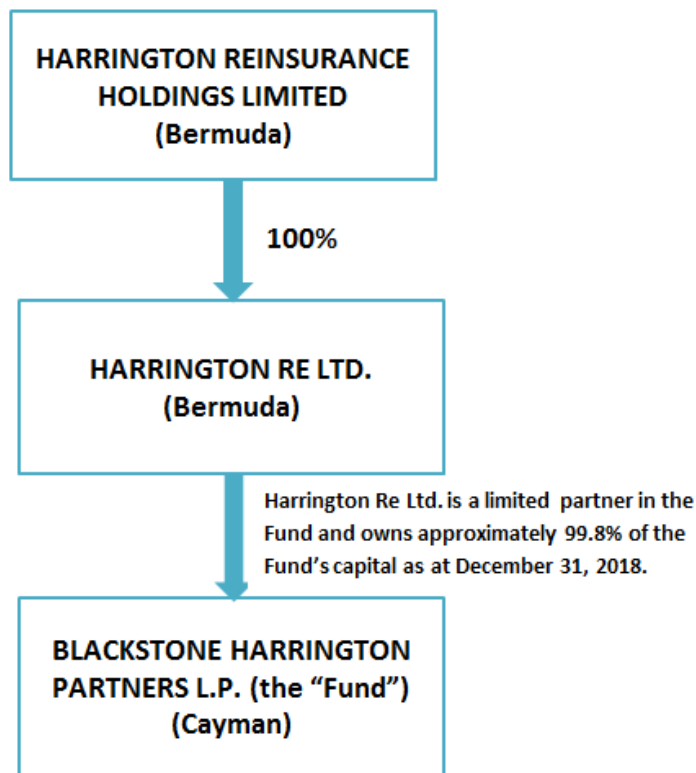 HARRINGTON REINSURANCE
HOLDINGS LIMITED
(Bermuda)
100%
HARRINGTON RE LTD.
(Bermuda)
Harrington Re Ltd. is a limited partner in the
Fund and owns approximately 99.8% of the
Fund's capital as at December 31, 2018.
BLACKSTONE HARRINGTON
PARTNERS L.P. (the “Fund”)
(Cayman)